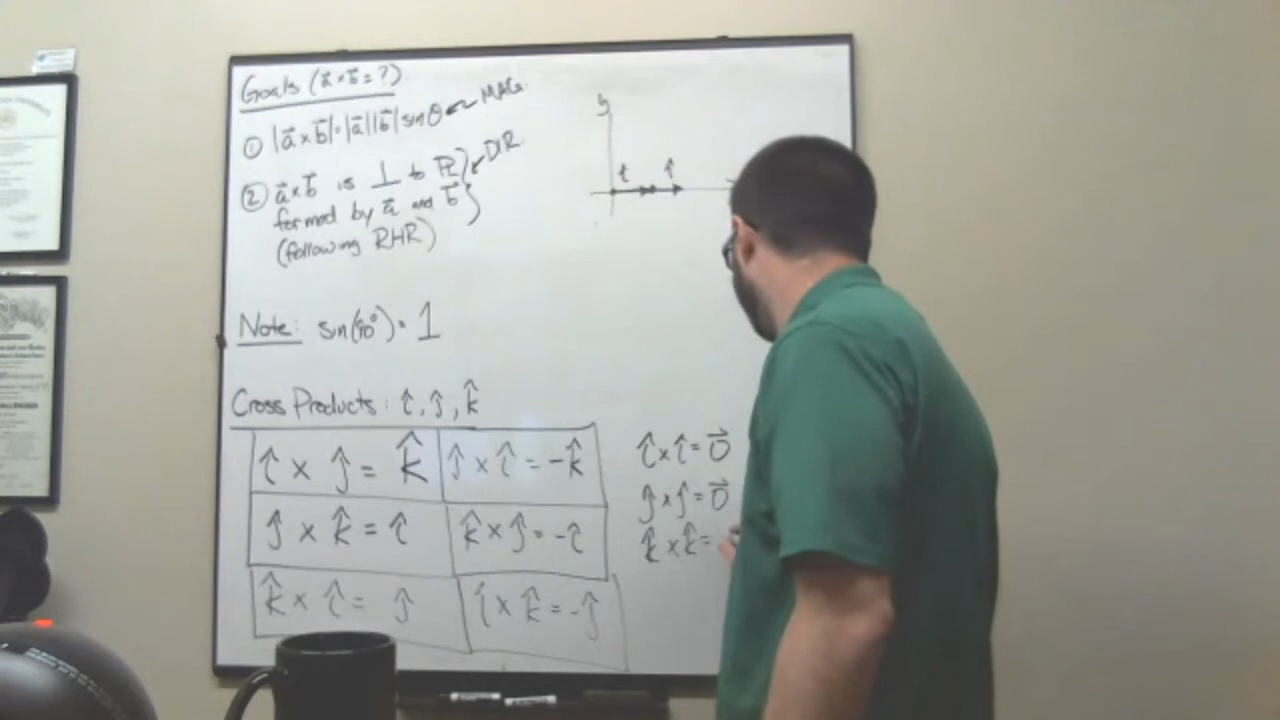 Goals (a⃗ × b⃗ = ?)
① |a⃗ × b⃗| = |a⃗||b⃗| sin θ ← MAG.
② a⃗ × b⃗ is ⊥ to PL } ← DIR.
formed by a⃗ and b⃗
(following RHR)
y
î î
Note: sin(90°) = 1
Cross Products: î, ĵ, k̂
î × ĵ = k̂ ĵ × î = -k̂
ĵ × k̂ = î k̂ × ĵ = -î
k̂ × î = ĵ î × k̂ = -ĵ
î × î = 0⃗
ĵ × ĵ = 0⃗
k̂ × k̂ =